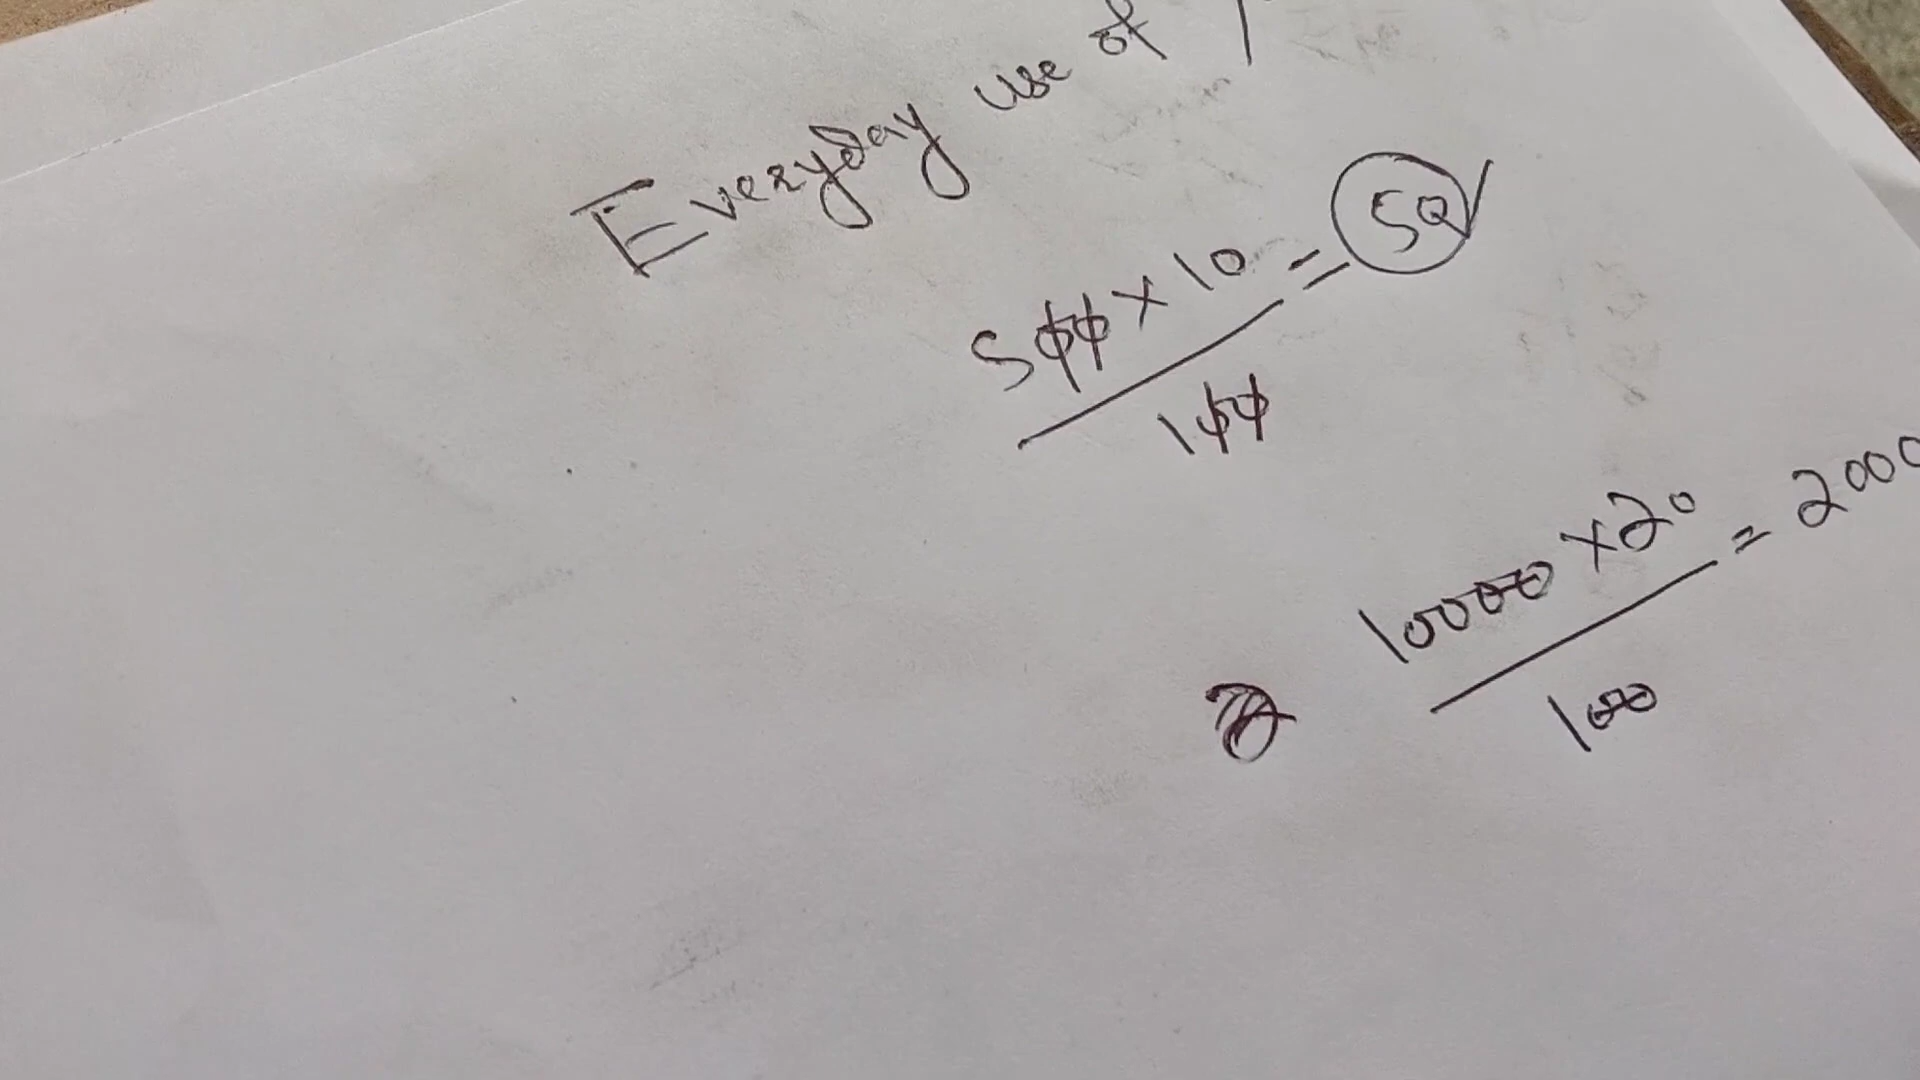 Everyday use of
500 × 10 = 50
100
10000 × 20 = 2000
100